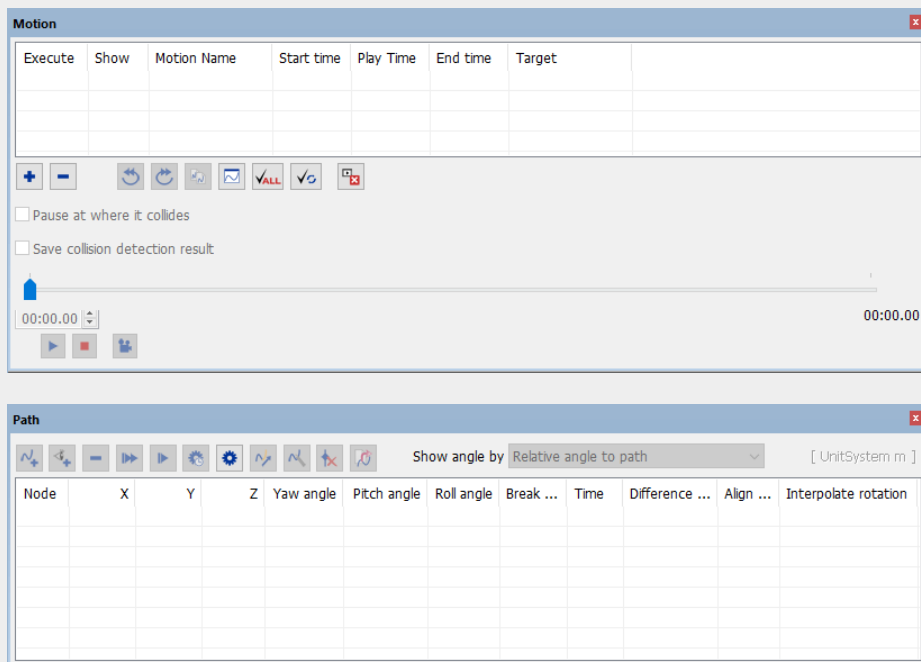 Motion
Execute Show Motion Name Start time Play Time End time Target
ALL
Pause at where it collides
Save collision detection result
00:00.00 00:00.00
Path
Show angle by Relative angle to path [ UnitSystem m ]
Node X Y Z Yaw angle Pitch angle Roll angle Break ... Time Difference ... Align ... Interpolate rotation